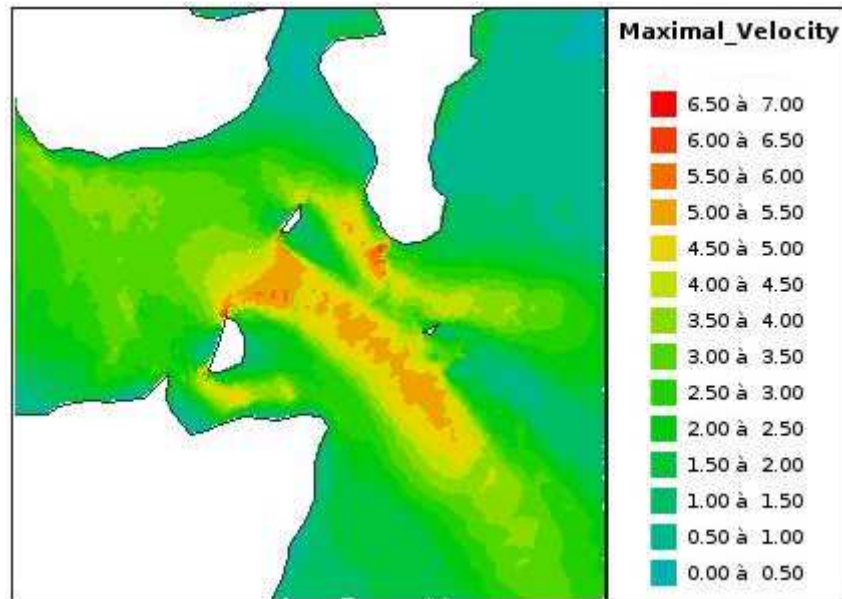 Maximal_Velocity
6.50 à 7.00
6.00 à 6.50
5.50 à 6.00
5.00 à 5.50
4.50 à 5.00
4.00 à 4.50
3.50 à 4.00
3.00 à 3.50
2.50 à 3.00
2.00 à 2.50
1.50 à 2.00
1.00 à 1.50
0.50 à 1.00
0.00 à 0.50